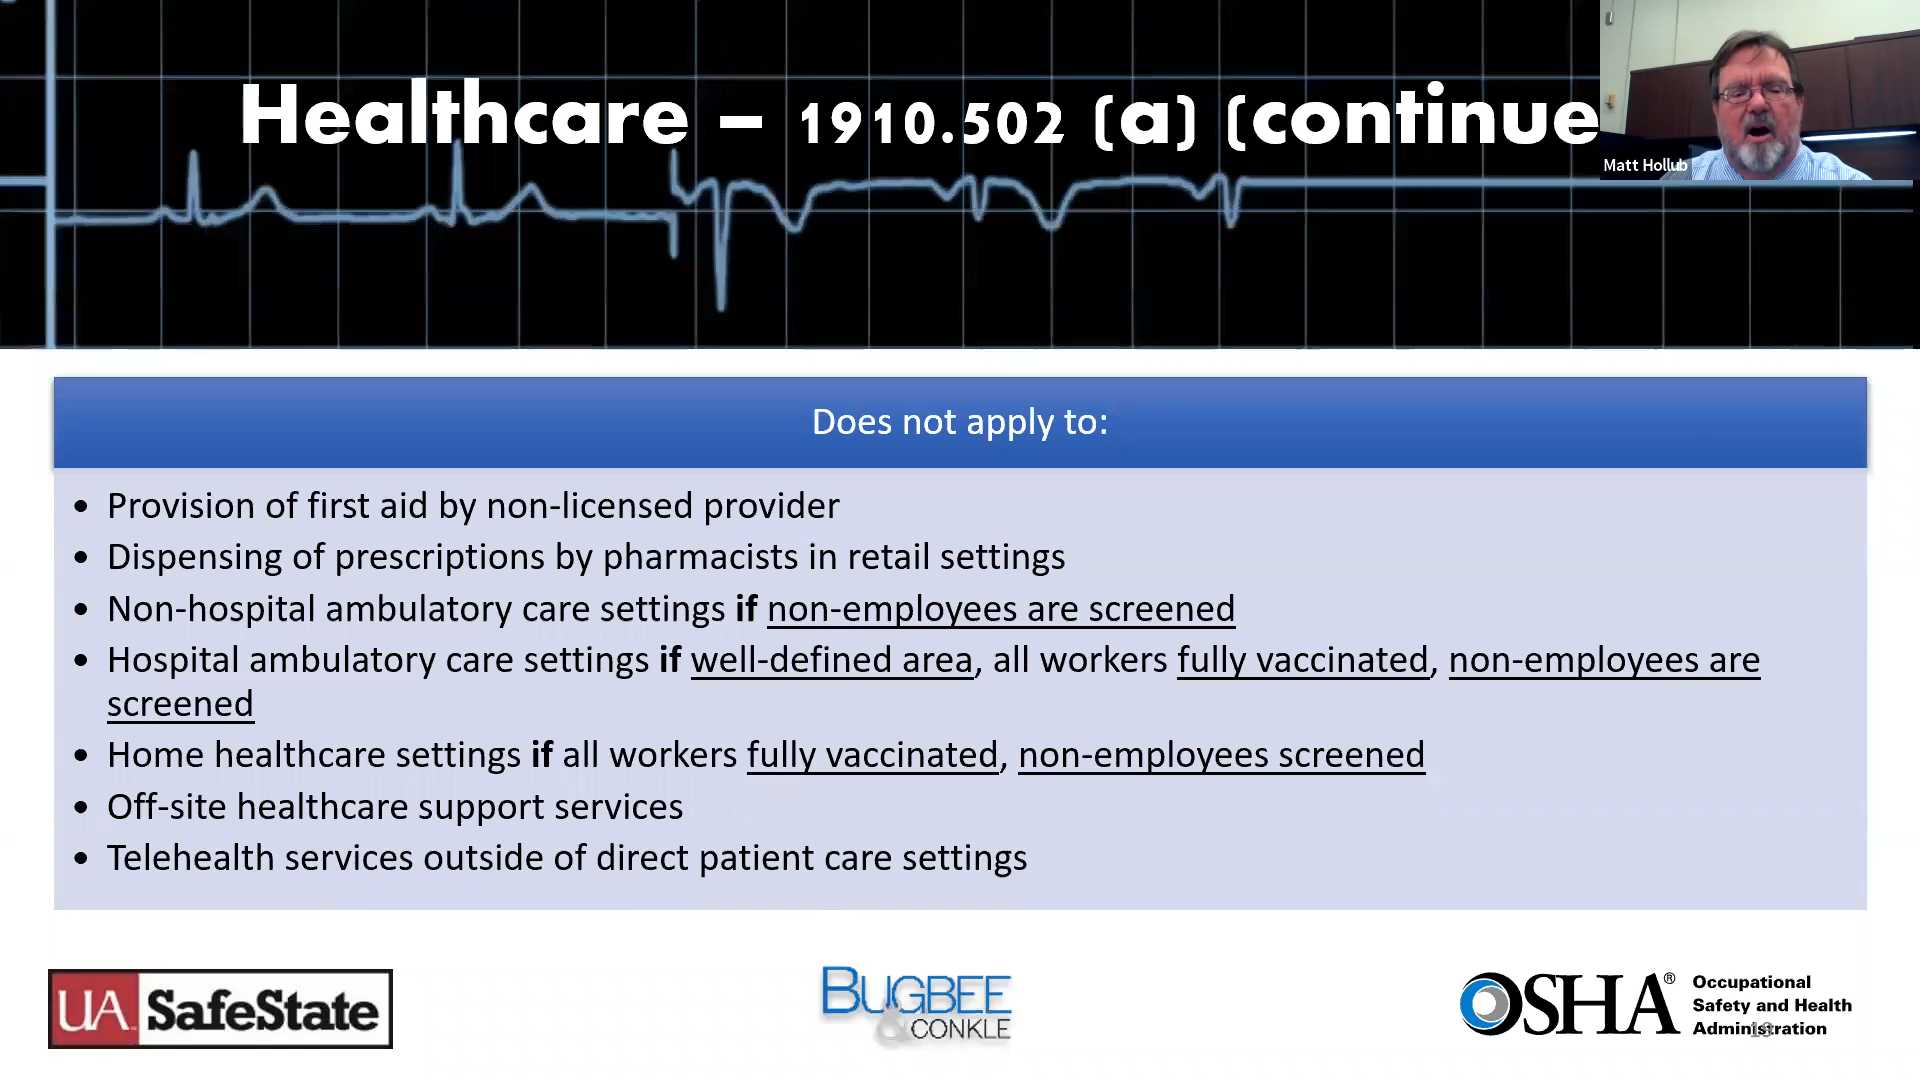 Healthcare – 1910.502 (a) (continue
Matt Hollub
Does not apply to:
• Provision of first aid by non-licensed provider
• Dispensing of prescriptions by pharmacists in retail settings
• Non-hospital ambulatory care settings if non-employees are screened
• Hospital ambulatory care settings if well-defined area, all workers fully vaccinated, non-employees are
screened
• Home healthcare settings if all workers fully vaccinated, non-employees screened
• Off-site healthcare support services
• Telehealth services outside of direct patient care settings
UA SafeState
BUGBEE
& CONKLE
OSHA®
Occupational
Safety and Health
Administration